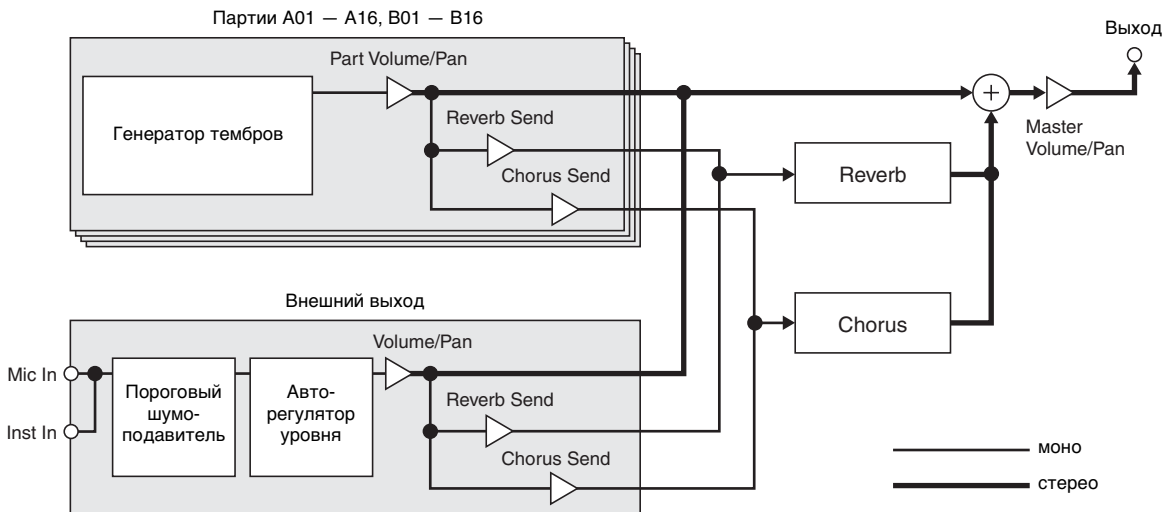 Партии A01 — A16, B01 — B16
Выход
Part Volume/Pan
Генератор тембров
Reverb Send
Chorus Send
+
Master
Volume/Pan
Reverb
Chorus
Внешний выход
Volume/Pan
Mic In
Inst In
Пороговый
шумо-
подавитель
Авто-
регулятор
уровня
Reverb Send
Chorus Send
моно
стерео